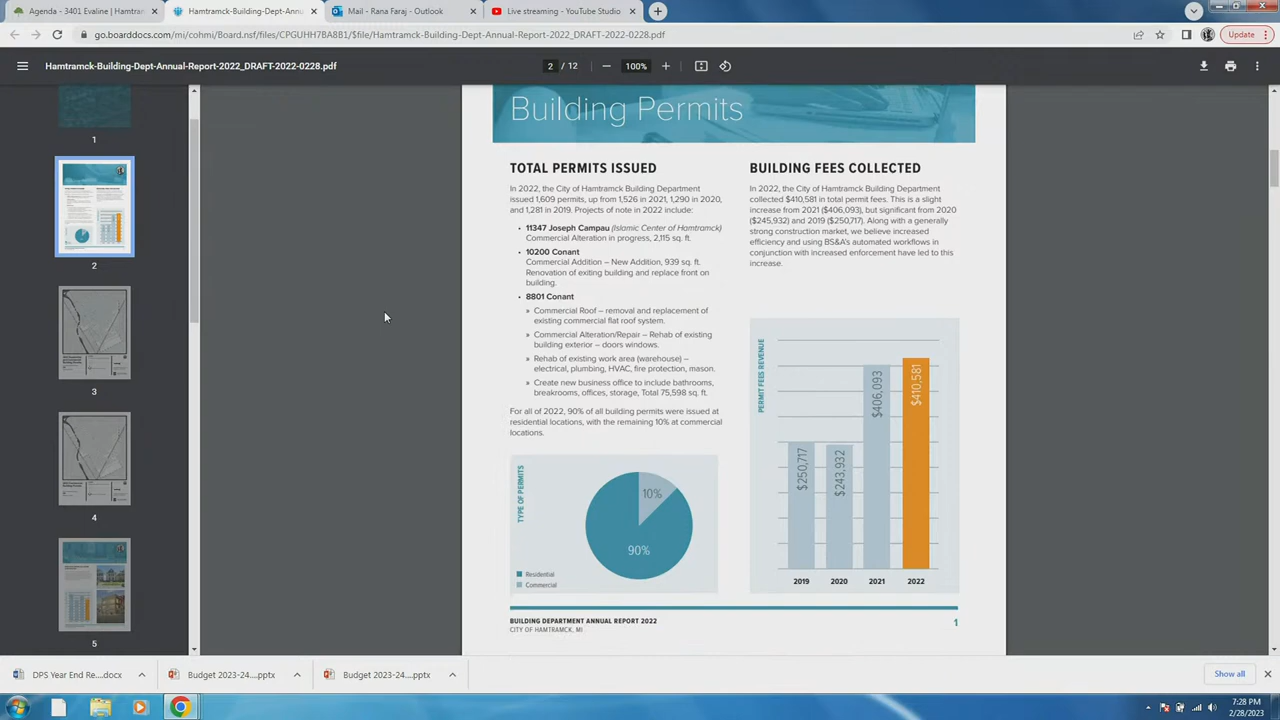 Agenda - 3401 Evaline | Hamtram
Hamtramck-Building-Dept-Annua
Mail - Rana Faraj - Outlook
Live streaming - YouTube Studio
go.boarddocs.com/mi/cohmi/Board.nsf/files/CPGUHH7BA881/$file/Hamtramck-Building-Dept-Annual-Report-2022_DRAFT-2022-0228.pdf
Update
Hamtramck-Building-Dept-Annual-Report-2022_DRAFT-2022-0228.pdf
2 / 12
100%
1
2
3
4
5
Building Permits
TOTAL PERMITS ISSUED
In 2022, the City of Hamtramck Building Department
issued 1,609 permits, up from 1,526 in 2021, 1,290 in 2020,
and 1,281 in 2019. Projects of note in 2022 include:
• 11347 Joseph Campau (Islamic Center of Hamtramck)
Commercial Alteration in progress, 2,115 sq. ft.
• 10200 Conant
Commercial Addition – New Addition, 939 sq. ft.
Renovation of exiting building and replace front on
building.
• 8801 Conant
» Commercial Roof – removal and replacement of
existing commercial flat roof system.
» Commercial Alteration/Repair – Rehab of existing
building exterior – doors windows.
» Rehab of existing work area (warehouse) –
electrical, plumbing, HVAC, fire protection, mason.
» Create new business office to include bathrooms,
breakrooms, offices, storage, Total 75,598 sq. ft.
For all of 2022, 90% of all building permits were issued at
residential locations, with the remaining 10% at commercial
locations.
TYPE OF PERMITS
10%
90%
Residential
Commercial
BUILDING FEES COLLECTED
In 2022, the City of Hamtramck Building Department
collected $410,581 in total permit fees. This is a slight
increase from 2021 ($406,093), but significant from 2020
($245,932) and 2019 ($250,717). Along with a generally
strong construction market, we believe increased
efficiency and using BS&A's automated workflows in
conjunction with increased enforcement have led to this
increase.
PERMIT FEES REVENUE
$250,717
$243,932
$406,093
$410,581
2019
2020
2021
2022
BUILDING DEPARTMENT ANNUAL REPORT 2022
CITY OF HAMTRAMCK, MI
1
DPS Year End Re....docx
Budget 2023-24....pptx
Budget 2023-24....pptx
Show all
7:28 PM
2/28/2023